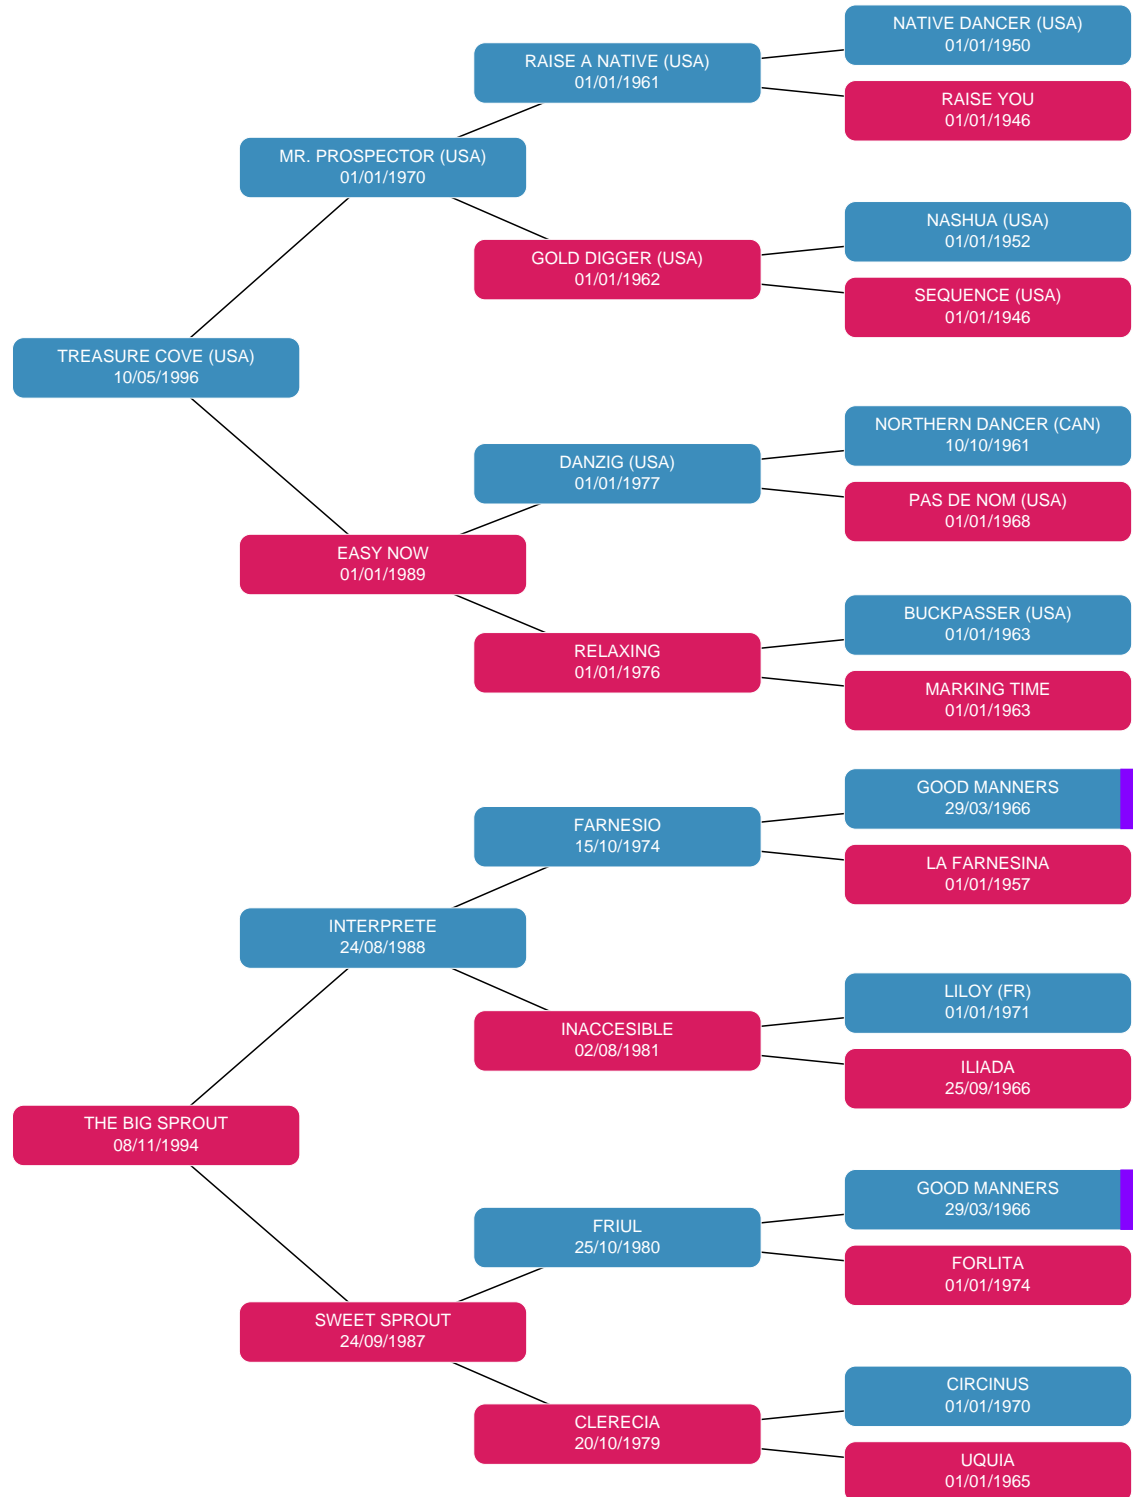 NATIVE DANCER (USA)
01/01/1950
RAISE A NATIVE (USA)
01/01/1961
RAISE YOU
01/01/1946
MR. PROSPECTOR (USA)
01/01/1970
NASHUA (USA)
01/01/1952
GOLD DIGGER (USA)
01/01/1962
SEQUENCE (USA)
01/01/1946
TREASURE COVE (USA)
10/05/1996
NORTHERN DANCER (CAN)
10/10/1961
DANZIG (USA)
01/01/1977
PAS DE NOM (USA)
01/01/1968
EASY NOW
01/01/1989
BUCKPASSER (USA)
01/01/1963
RELAXING
01/01/1976
MARKING TIME
01/01/1963
GOOD MANNERS
29/03/1966
FARNESIO
15/10/1974
LA FARNESINA
01/01/1957
INTERPRETE
24/08/1988
LILOY (FR)
01/01/1971
INACCESIBLE
02/08/1981
ILIADA
25/09/1966
THE BIG SPROUT
08/11/1994
GOOD MANNERS
29/03/1966
FRIUL
25/10/1980
FORLITA
01/01/1974
SWEET SPROUT
24/09/1987
CIRCINUS
01/01/1970
CLERECIA
20/10/1979
UQUIA
01/01/1965